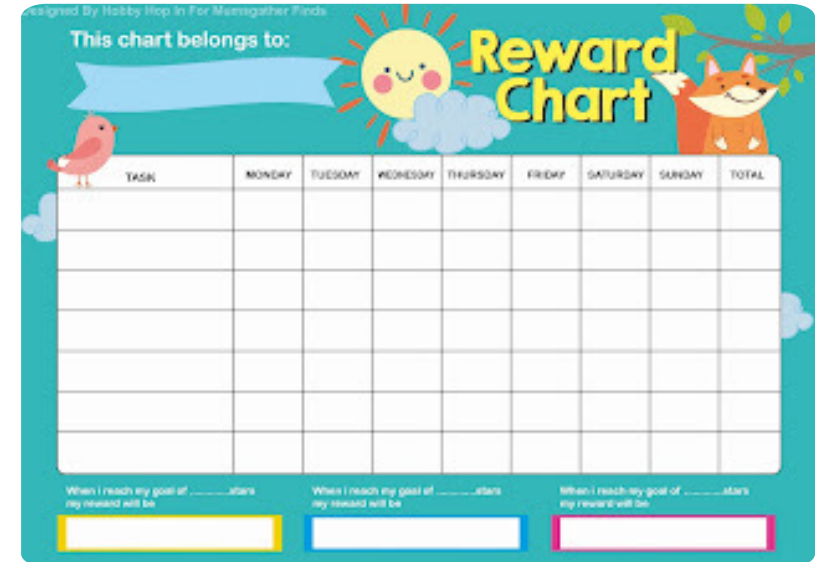 Designed By Hobby Hop In For Mumsgather Finds
This chart belongs to:
Reward
Chart
TASK MONDAY TUESDAY WEDNESDAY THURSDAY FRIDAY SATURDAY SUNDAY TOTAL
When i reach my goal of ............stars
my reward will be
When i reach my goal of ............stars
my reward will be
When i reach my goal of ............stars
my reward will be